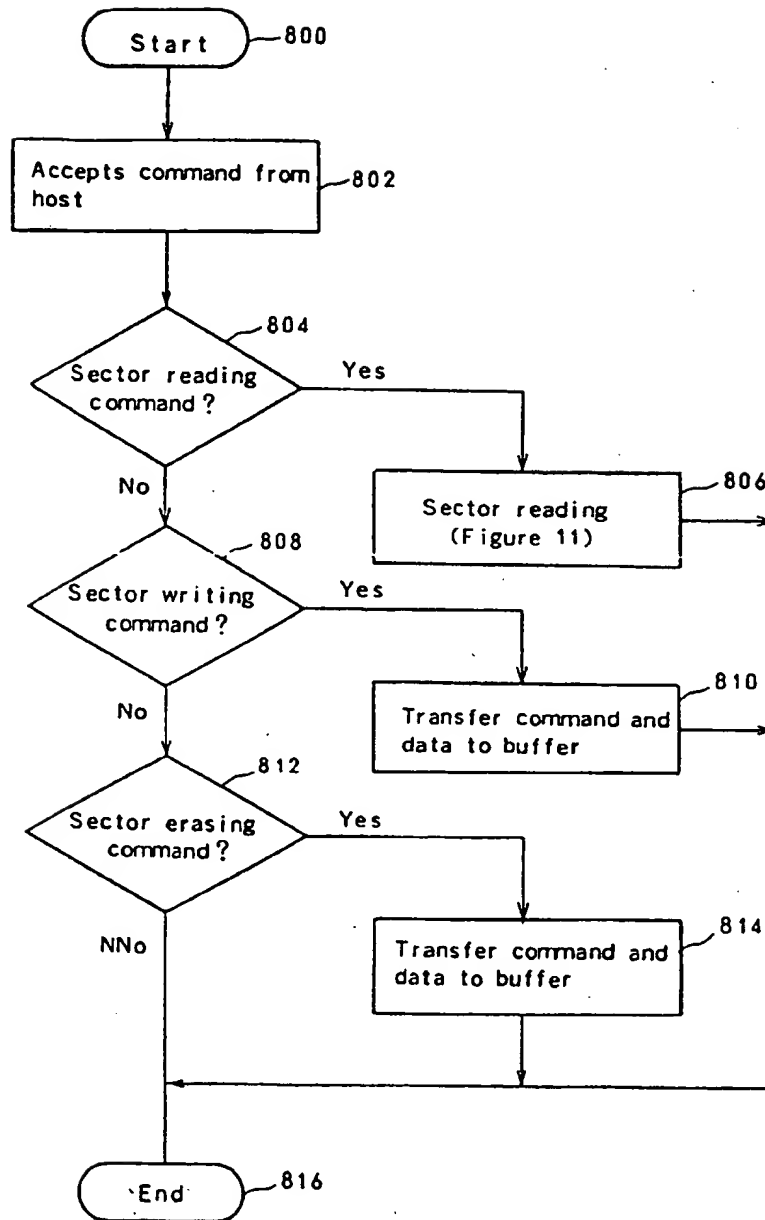 Start
800
Accepts command from
host
802
804
Sector reading
command?
Yes
No
806
Sector reading
(Figure 11)
808
Sector writing
command?
Yes
No
810
Transfer command and
data to buffer
812
Sector erasing
command?
Yes
NNo
814
Transfer command and
data to buffer
End
816